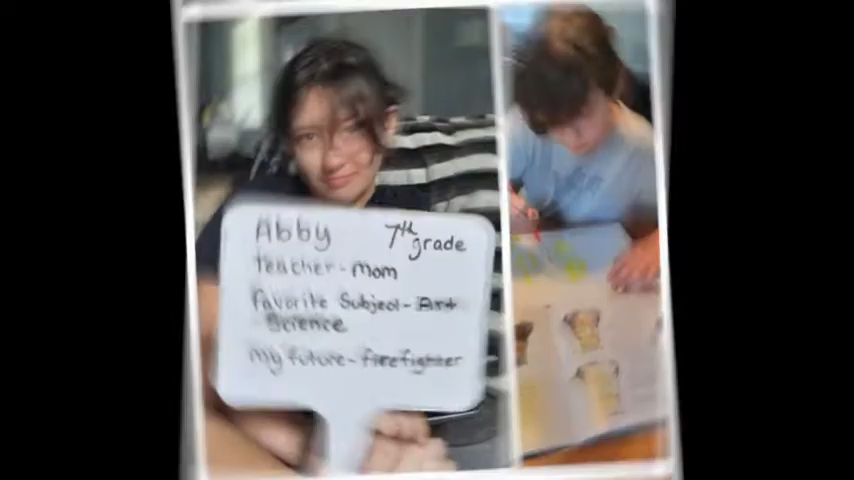 Abby 7th grade
Teacher - Mom
Favorite Subject - Art
Science
My future - firefighter